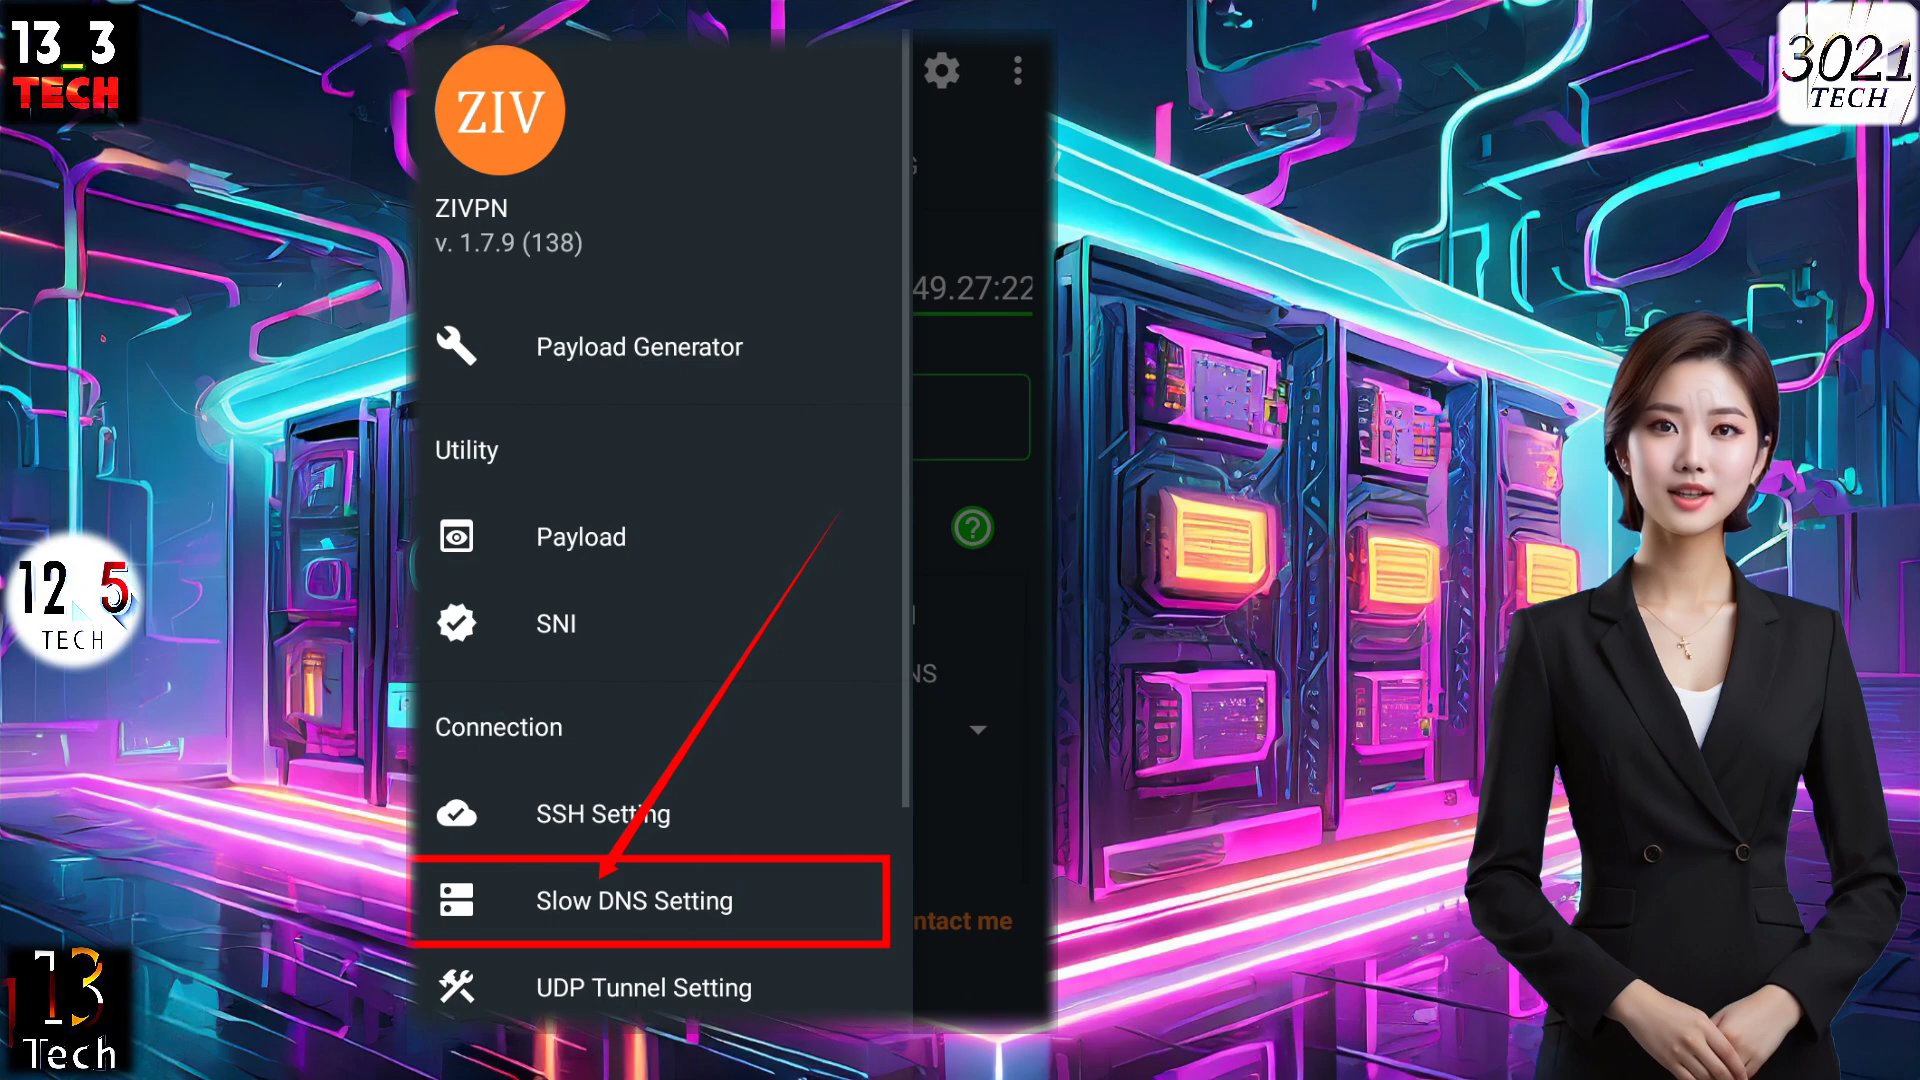 13_3
TECH
3021
TECH
ZIV
ZIVPN
v. 1.7.9 (138)
49.27:22
Payload Generator
Utility
Payload
SNI
NS
Connection
SSH Setting
Slow DNS Setting
ntact me
UDP Tunnel Setting
12 5
TECH
13
Tech